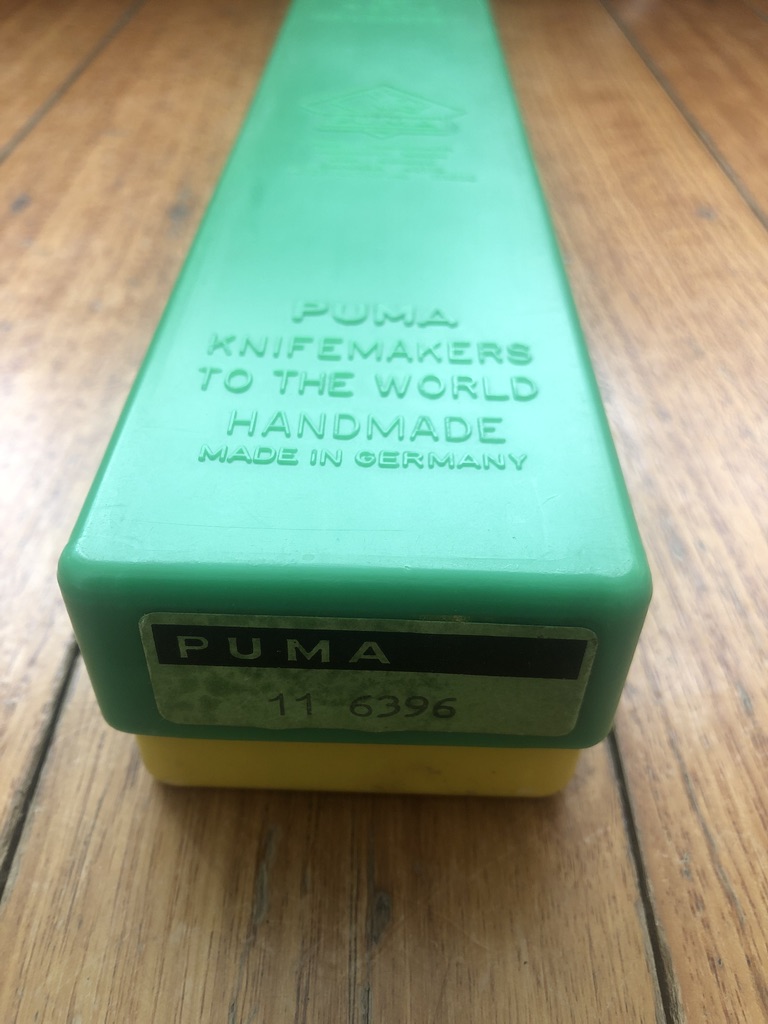 PUMA
KNIFEMAKERS
TO THE WORLD
HANDMADE
MADE IN GERMANY
PUMA
11 6396